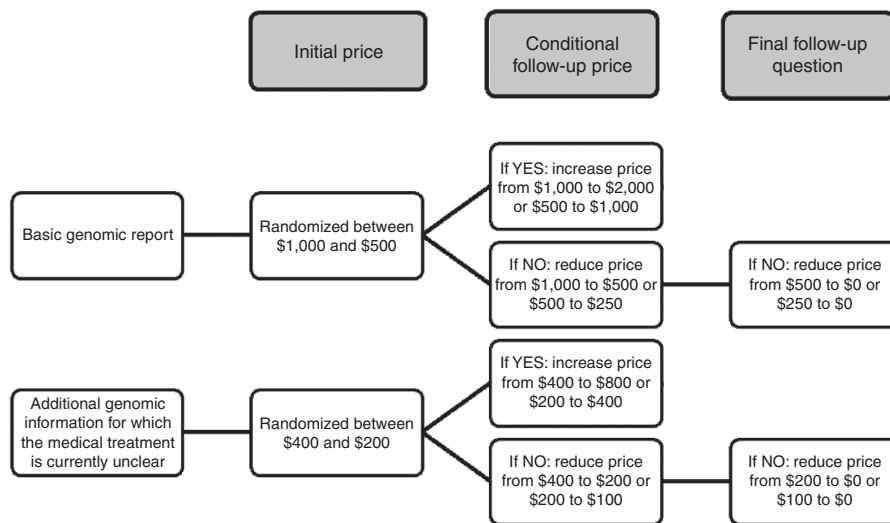 Initial price
Conditional
follow-up price
Final follow-up
question
Basic genomic report
Randomized between
$1,000 and $500
If YES: increase price
from $1,000 to $2,000
or $500 to $1,000
If NO: reduce price
from $1,000 to $500 or
$500 to $250
If NO: reduce price
from $500 to $0 or
$250 to $0
Additional genomic
information for which
the medical treatment
is currently unclear
Randomized between
$400 and $200
If YES: increase price
from $400 to $800 or
$200 to $400
If NO: reduce price
from $400 to $200 or
$200 to $100
If NO: reduce price
from $200 to $0 or
$100 to $0